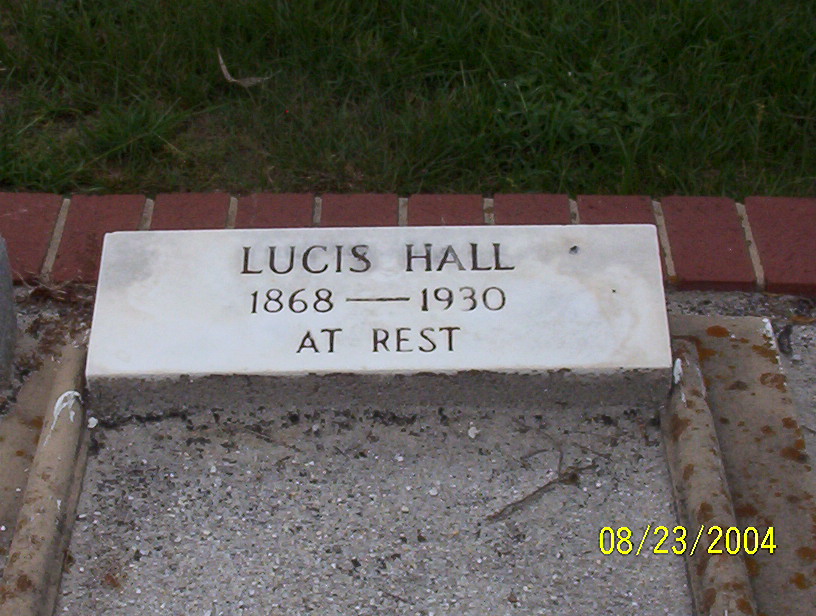 LUCIS HALL
1868 — 1930
AT REST
08/23/2004